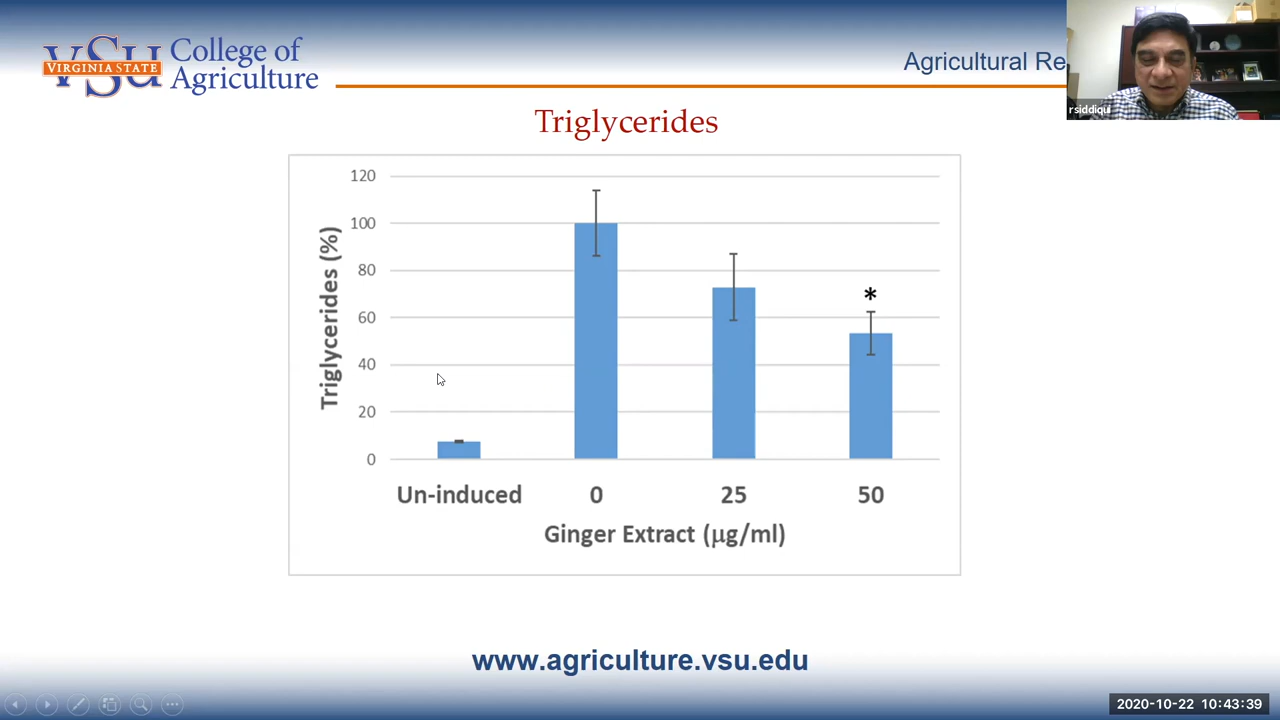 VSU
VIRGINIA STATE
College of
Agriculture
Agricultural Re
rsiddiqui
Triglycerides
120
100
80
60
40
20
0
Triglycerides (%)
*
Un-induced 0 25 50
Ginger Extract (µg/ml)
www.agriculture.vsu.edu
2020-10-22 10:43:39